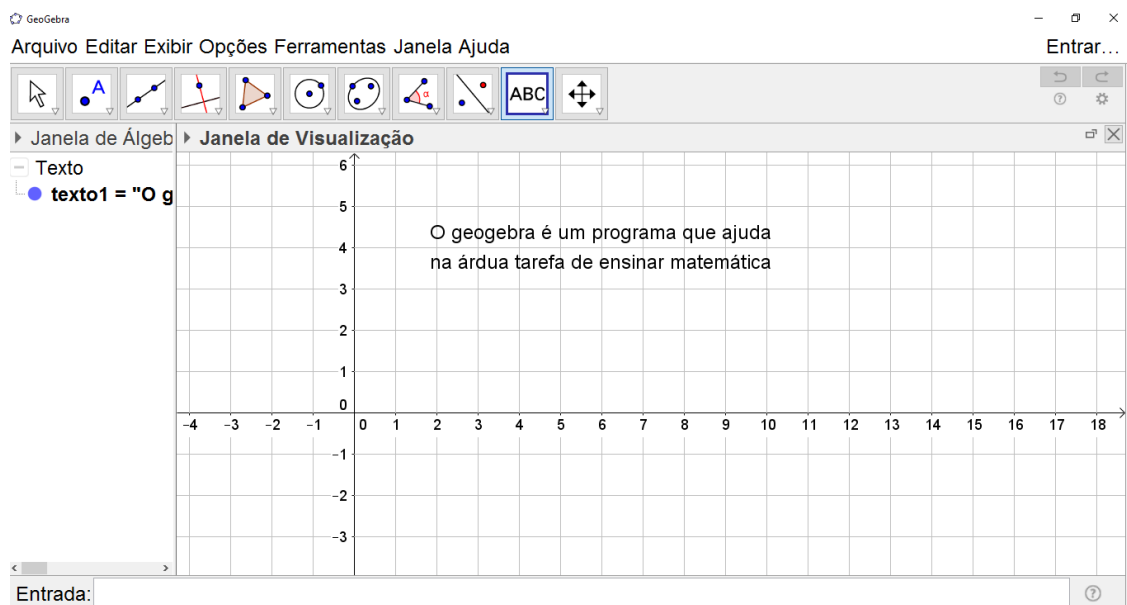 GeoGebra
Arquivo Editar Exibir Opções Ferramentas Janela Ajuda
Entrar...
A
α
ABC
Janela de Álgeb
Janela de Visualização
Texto
texto1 = "O g
6
5
O geogebra é um programa que ajuda
4
na árdua tarefa de ensinar matemática
3
2
1
0
−4 −3 −2 −1 0 1 2 3 4 5 6 7 8 9 10 11 12 13 14 15 16 17 18
−1
−2
−3
Entrada: